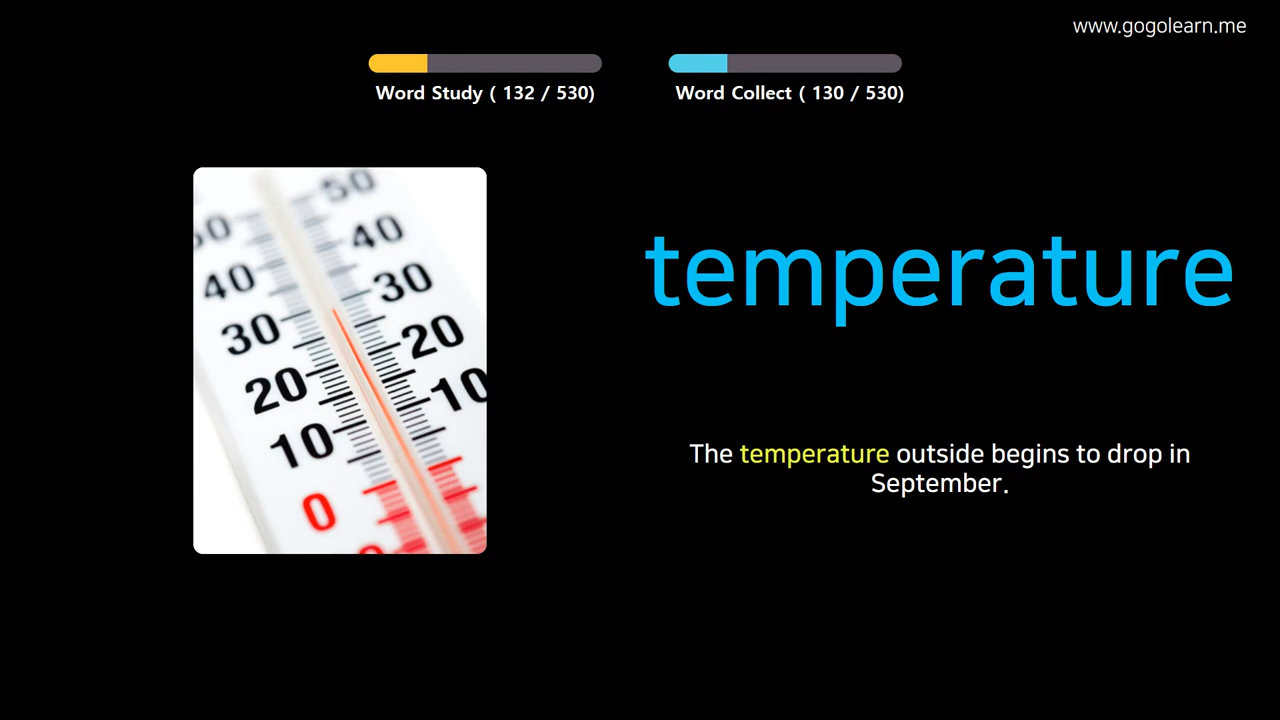 www.gogolearn.me
Word Study ( 132 / 530)
Word Collect ( 130 / 530)
50
40
40
30
30
20
20
10
10
0
temperature
The temperature outside begins to drop in
September.